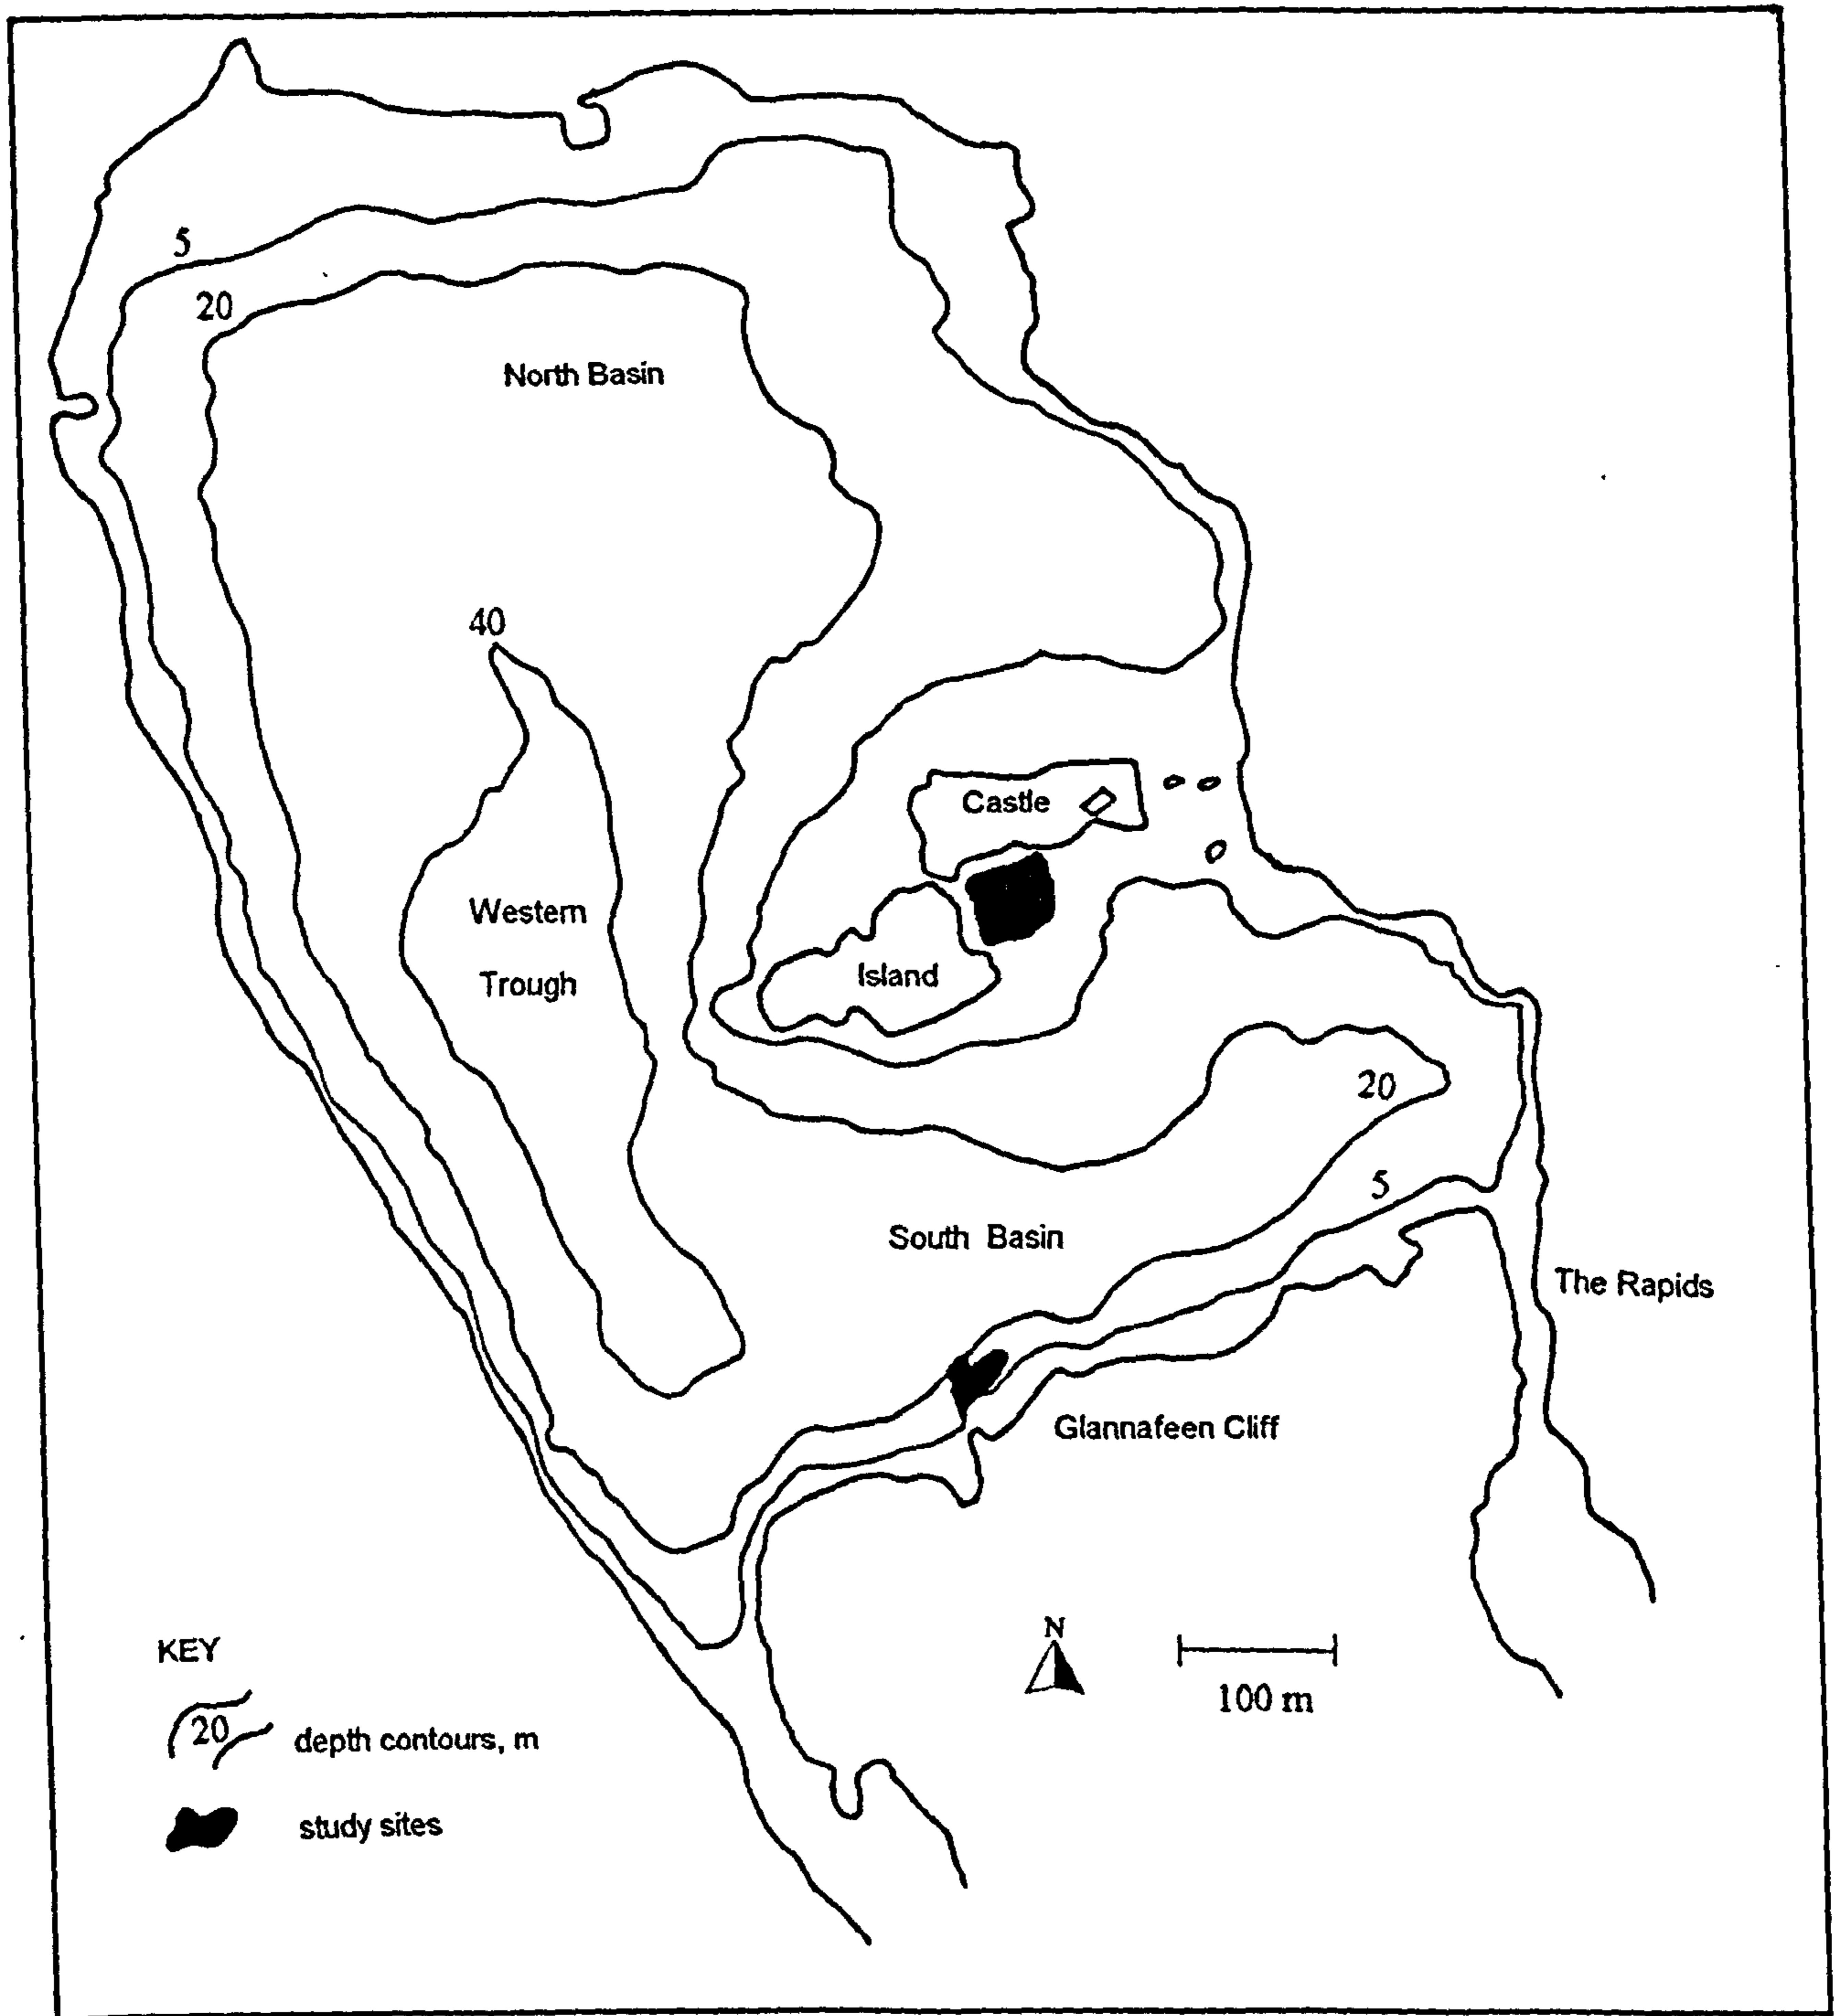 5
20
North Basin
40
Castle
Western
Trough
Island
20
5
South Basin
The Rapids
Glannafeen Cliff
KEY
N
100 m
20
depth contours, m
study sites